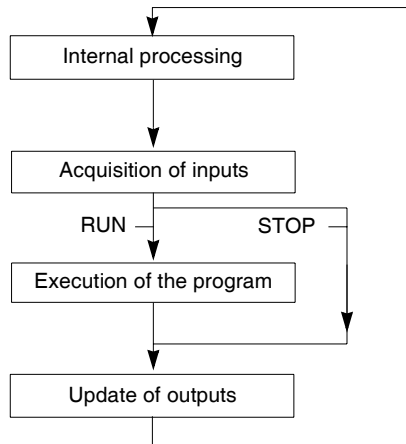 Internal processing
Acquisition of inputs
RUN STOP
Execution of the program
Update of outputs